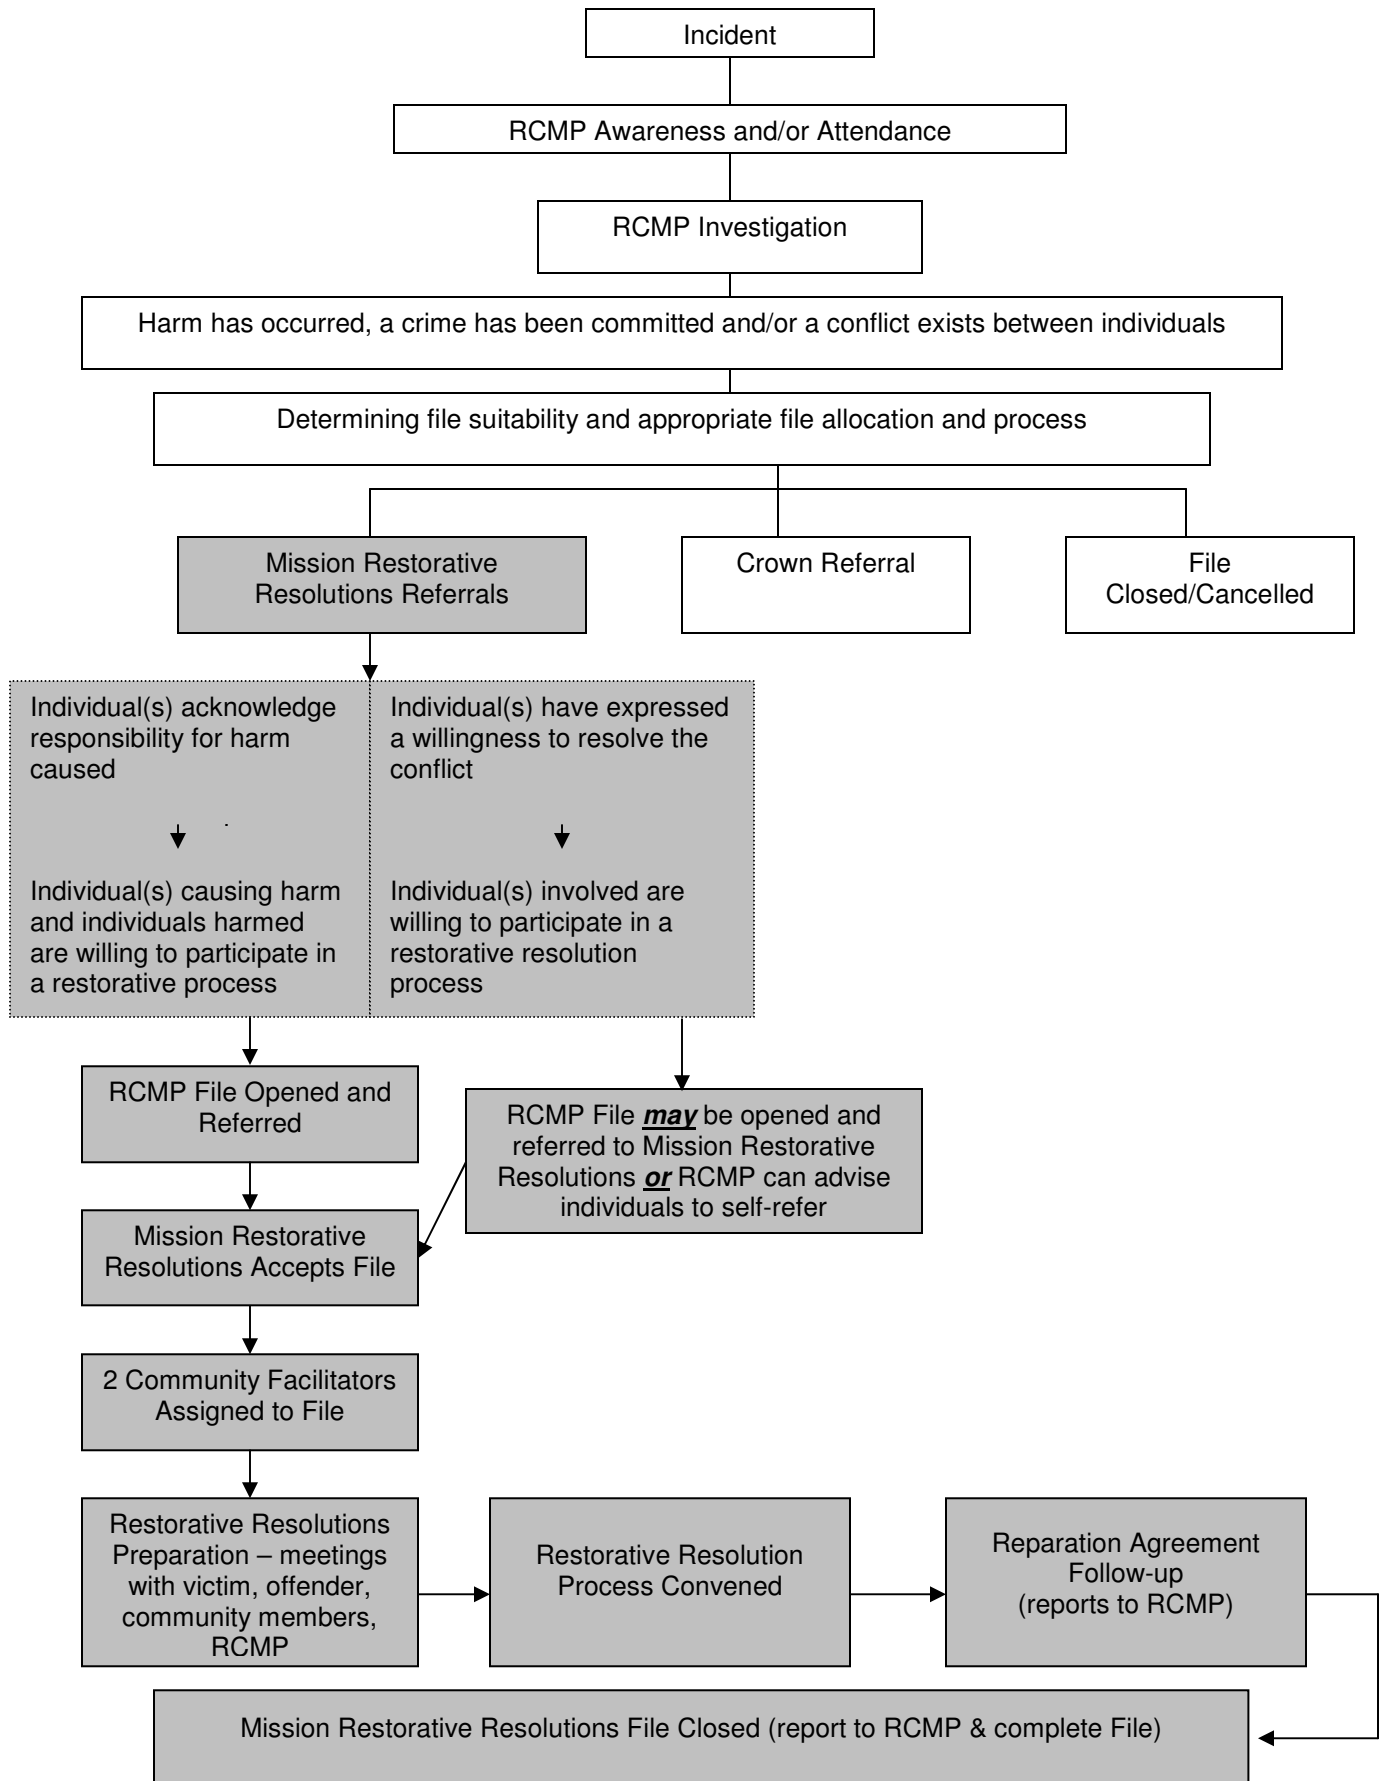 Incident
RCMP Awareness and/or Attendance
RCMP Investigation
Harm has occurred, a crime has been committed and/or a conflict exists between individuals
Determining file suitability and appropriate file allocation and process
Mission Restorative
Resolutions Referrals
Crown Referral
File
Closed/Cancelled
Individual(s) acknowledge
responsibility for harm
caused
Individual(s) causing harm
and individuals harmed
are willing to participate in
a restorative process
Individual(s) have expressed
a willingness to resolve the
conflict
Individual(s) involved are
willing to participate in a
restorative resolution
process
RCMP File Opened and
Referred
RCMP File may be opened and
referred to Mission Restorative
Resolutions or RCMP can advise
individuals to self-refer
Mission Restorative
Resolutions Accepts File
2 Community Facilitators
Assigned to File
Restorative Resolutions
Preparation – meetings
with victim, offender,
community members,
RCMP
Restorative Resolution
Process Convened
Reparation Agreement
Follow-up
(reports to RCMP)
Mission Restorative Resolutions File Closed (report to RCMP & complete File)